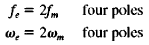 fₑ = 2fₘ four poles
ωₑ = 2ωₘ four poles